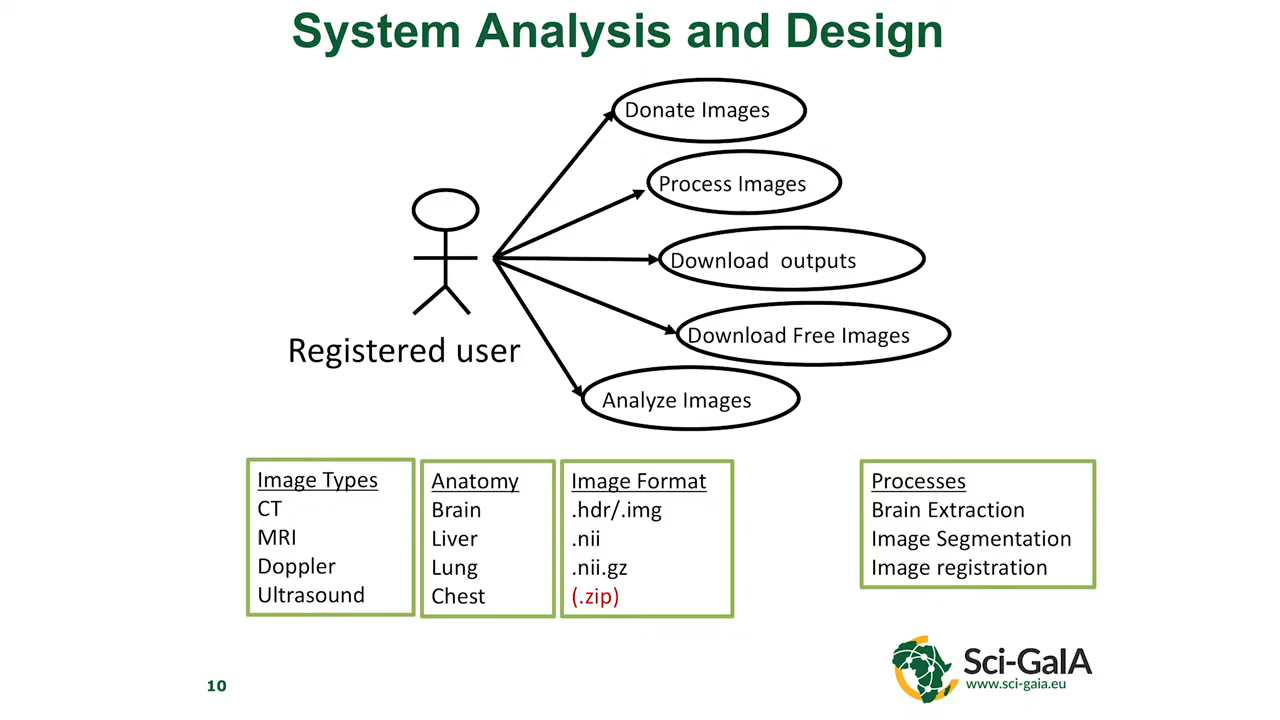 System Analysis and Design
Donate Images
Process Images
Download outputs
Download Free Images
Analyze Images
Registered user
Image Types
CT
MRI
Doppler
Ultrasound
Anatomy
Brain
Liver
Lung
Chest
Image Format
.hdr/.img
.nii
.nii.gz
(.zip)
Processes
Brain Extraction
Image Segmentation
Image registration
10
Sci-GaIA
www.sci-gaia.eu